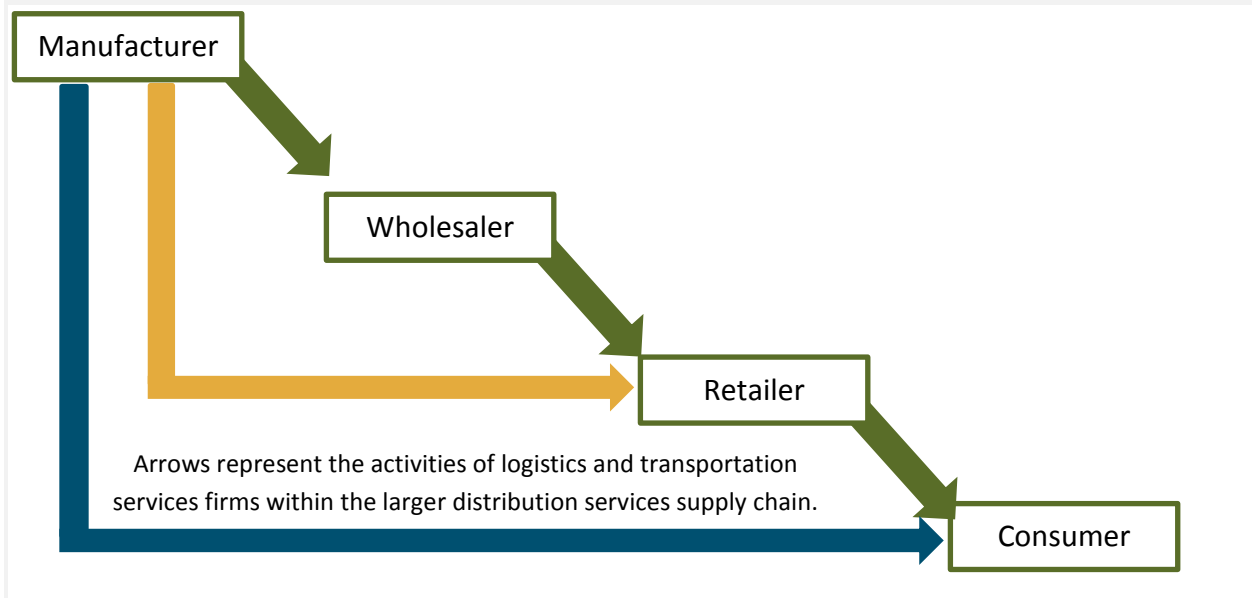 Manufacturer
Wholesaler
Retailer
Arrows represent the activities of logistics and transportation
services firms within the larger distribution services supply chain.
Consumer